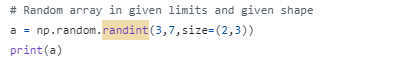 # Random array in given limits and given shape
a = np.random.randint(3,7,size=(2,3))
print(a)